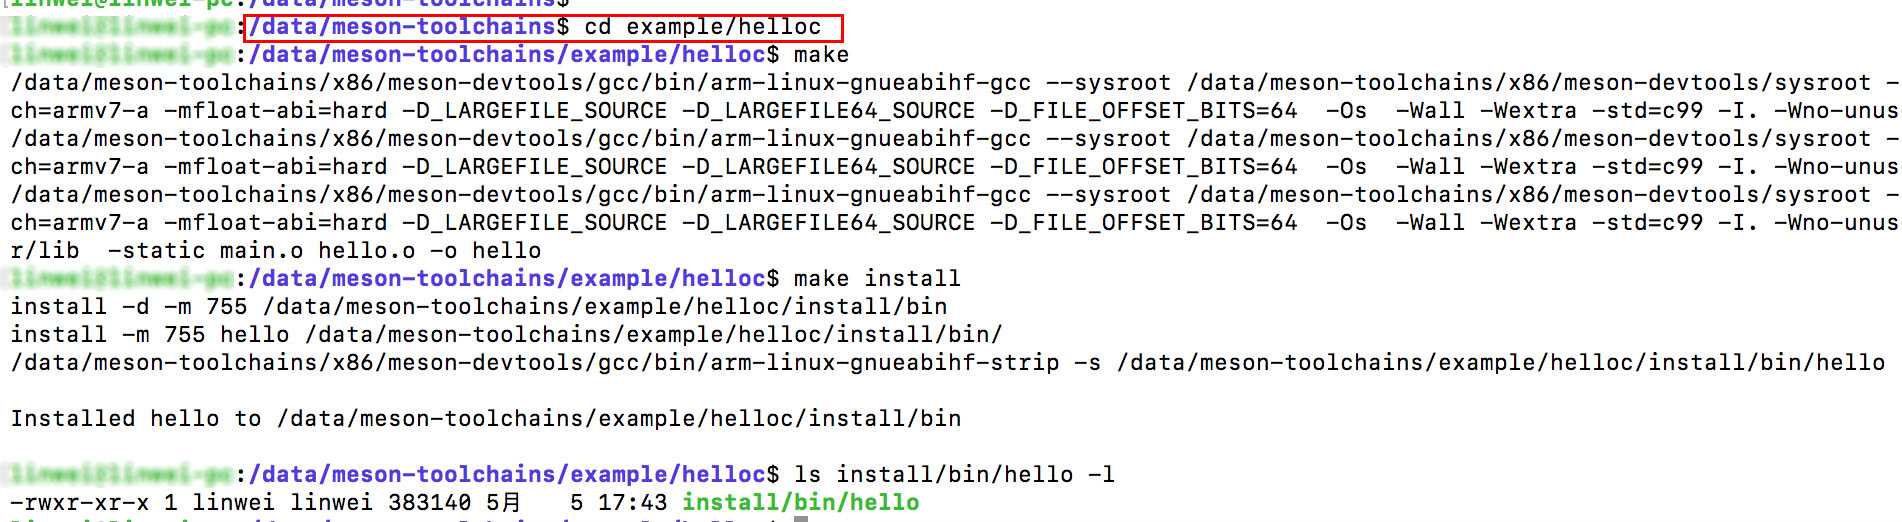 linwei@linwei-pc:/data/meson-toolchains$
:/data/meson-toolchains$ cd example/helloc
:/data/meson-toolchains/example/helloc$ make
/data/meson-toolchains/x86/meson-devtools/gcc/bin/arm-linux-gnueabihf-gcc --sysroot /data/meson-toolchains/x86/meson-devtools/sysroot -
ch=armv7-a -mfloat-abi=hard -D_LARGEFILE_SOURCE -D_LARGEFILE64_SOURCE -D_FILE_OFFSET_BITS=64  -Os  -Wall -Wextra -std=c99 -I. -Wno-unus
/data/meson-toolchains/x86/meson-devtools/gcc/bin/arm-linux-gnueabihf-gcc --sysroot /data/meson-toolchains/x86/meson-devtools/sysroot -
ch=armv7-a -mfloat-abi=hard -D_LARGEFILE_SOURCE -D_LARGEFILE64_SOURCE -D_FILE_OFFSET_BITS=64  -Os  -Wall -Wextra -std=c99 -I. -Wno-unus
/data/meson-toolchains/x86/meson-devtools/gcc/bin/arm-linux-gnueabihf-gcc --sysroot /data/meson-toolchains/x86/meson-devtools/sysroot -
ch=armv7-a -mfloat-abi=hard -D_LARGEFILE_SOURCE -D_LARGEFILE64_SOURCE -D_FILE_OFFSET_BITS=64  -Os  -Wall -Wextra -std=c99 -I. -Wno-unus
r/lib  -static main.o hello.o -o hello
:/data/meson-toolchains/example/helloc$ make install
install -d -m 755 /data/meson-toolchains/example/helloc/install/bin
install -m 755 hello /data/meson-toolchains/example/helloc/install/bin/
/data/meson-toolchains/x86/meson-devtools/gcc/bin/arm-linux-gnueabihf-strip -s /data/meson-toolchains/example/helloc/install/bin/hello
Installed hello to /data/meson-toolchains/example/helloc/install/bin
:/data/meson-toolchains/example/helloc$ ls install/bin/hello -l
-rwxr-xr-x 1 linwei linwei 383140 5月   5 17:43 install/bin/hello